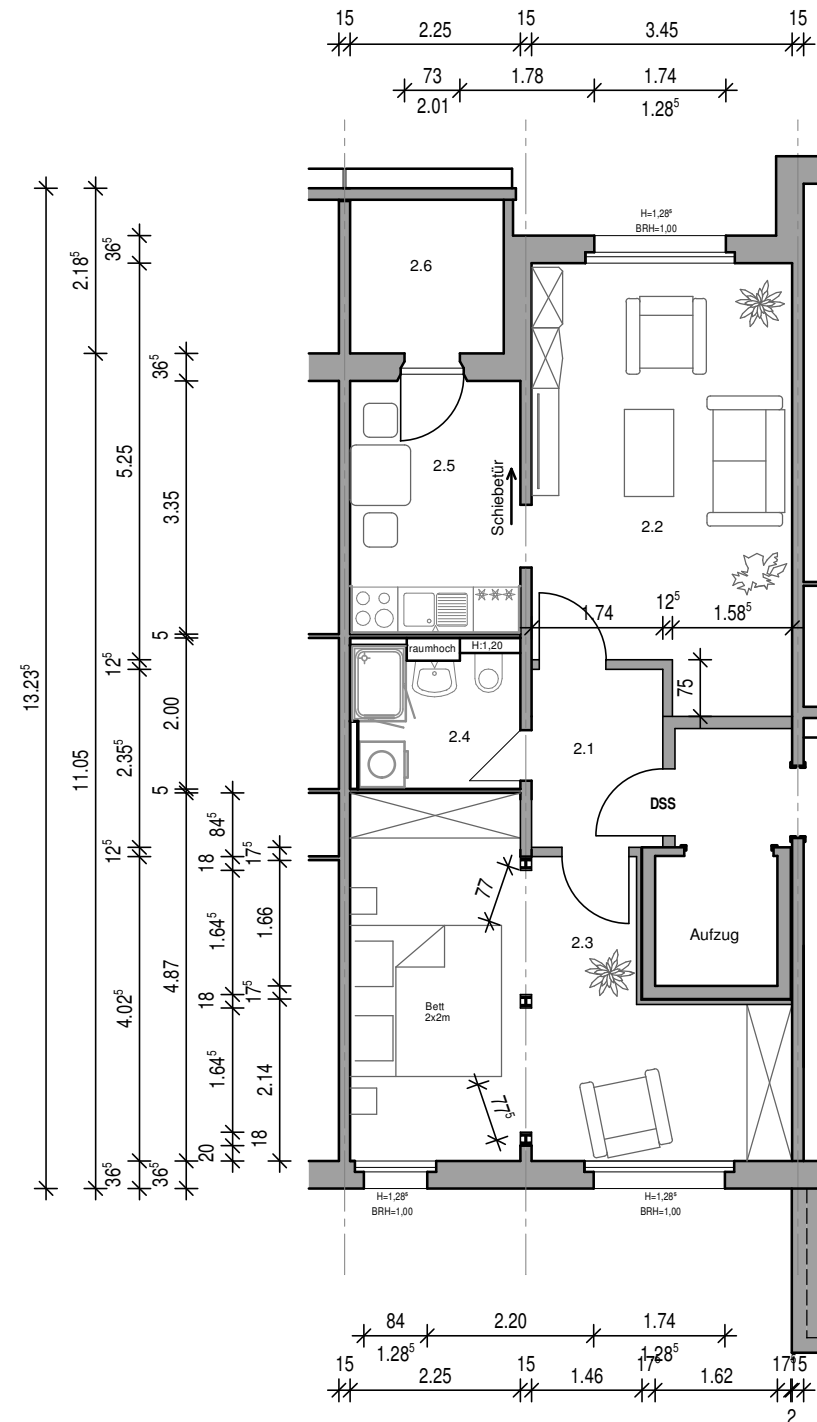 15 2.25 15 3.45 15
73 1.78 1.74
2.01 1.28⁵
H=1,28⁵
BRH=1,00
2.6
2.5
Schiebetür
2.2
1.74 12⁵ 1.58⁵
75
raumhoch H:1,20
2.4
2.1
DSS
77
2.3
Aufzug
Bett
2x2m
77⁵
H=1,28⁵
BRH=1,00
H=1,28⁵
BRH=1,00
13.23⁵
2.18⁵
11.05
36⁵
5.25
12⁵
2.35⁵
12⁵
4.02⁵
36⁵
36⁵
3.35
5
2.00
5
4.87
36⁵
84⁵
18
1.64⁵
18
1.64⁵
20
17⁵
1.66
17⁵
2.14
18
84 2.20 1.74
1.28⁵ 1.28⁵
15 2.25 15 1.46 17⁵ 1.62 17⁵ 15
2